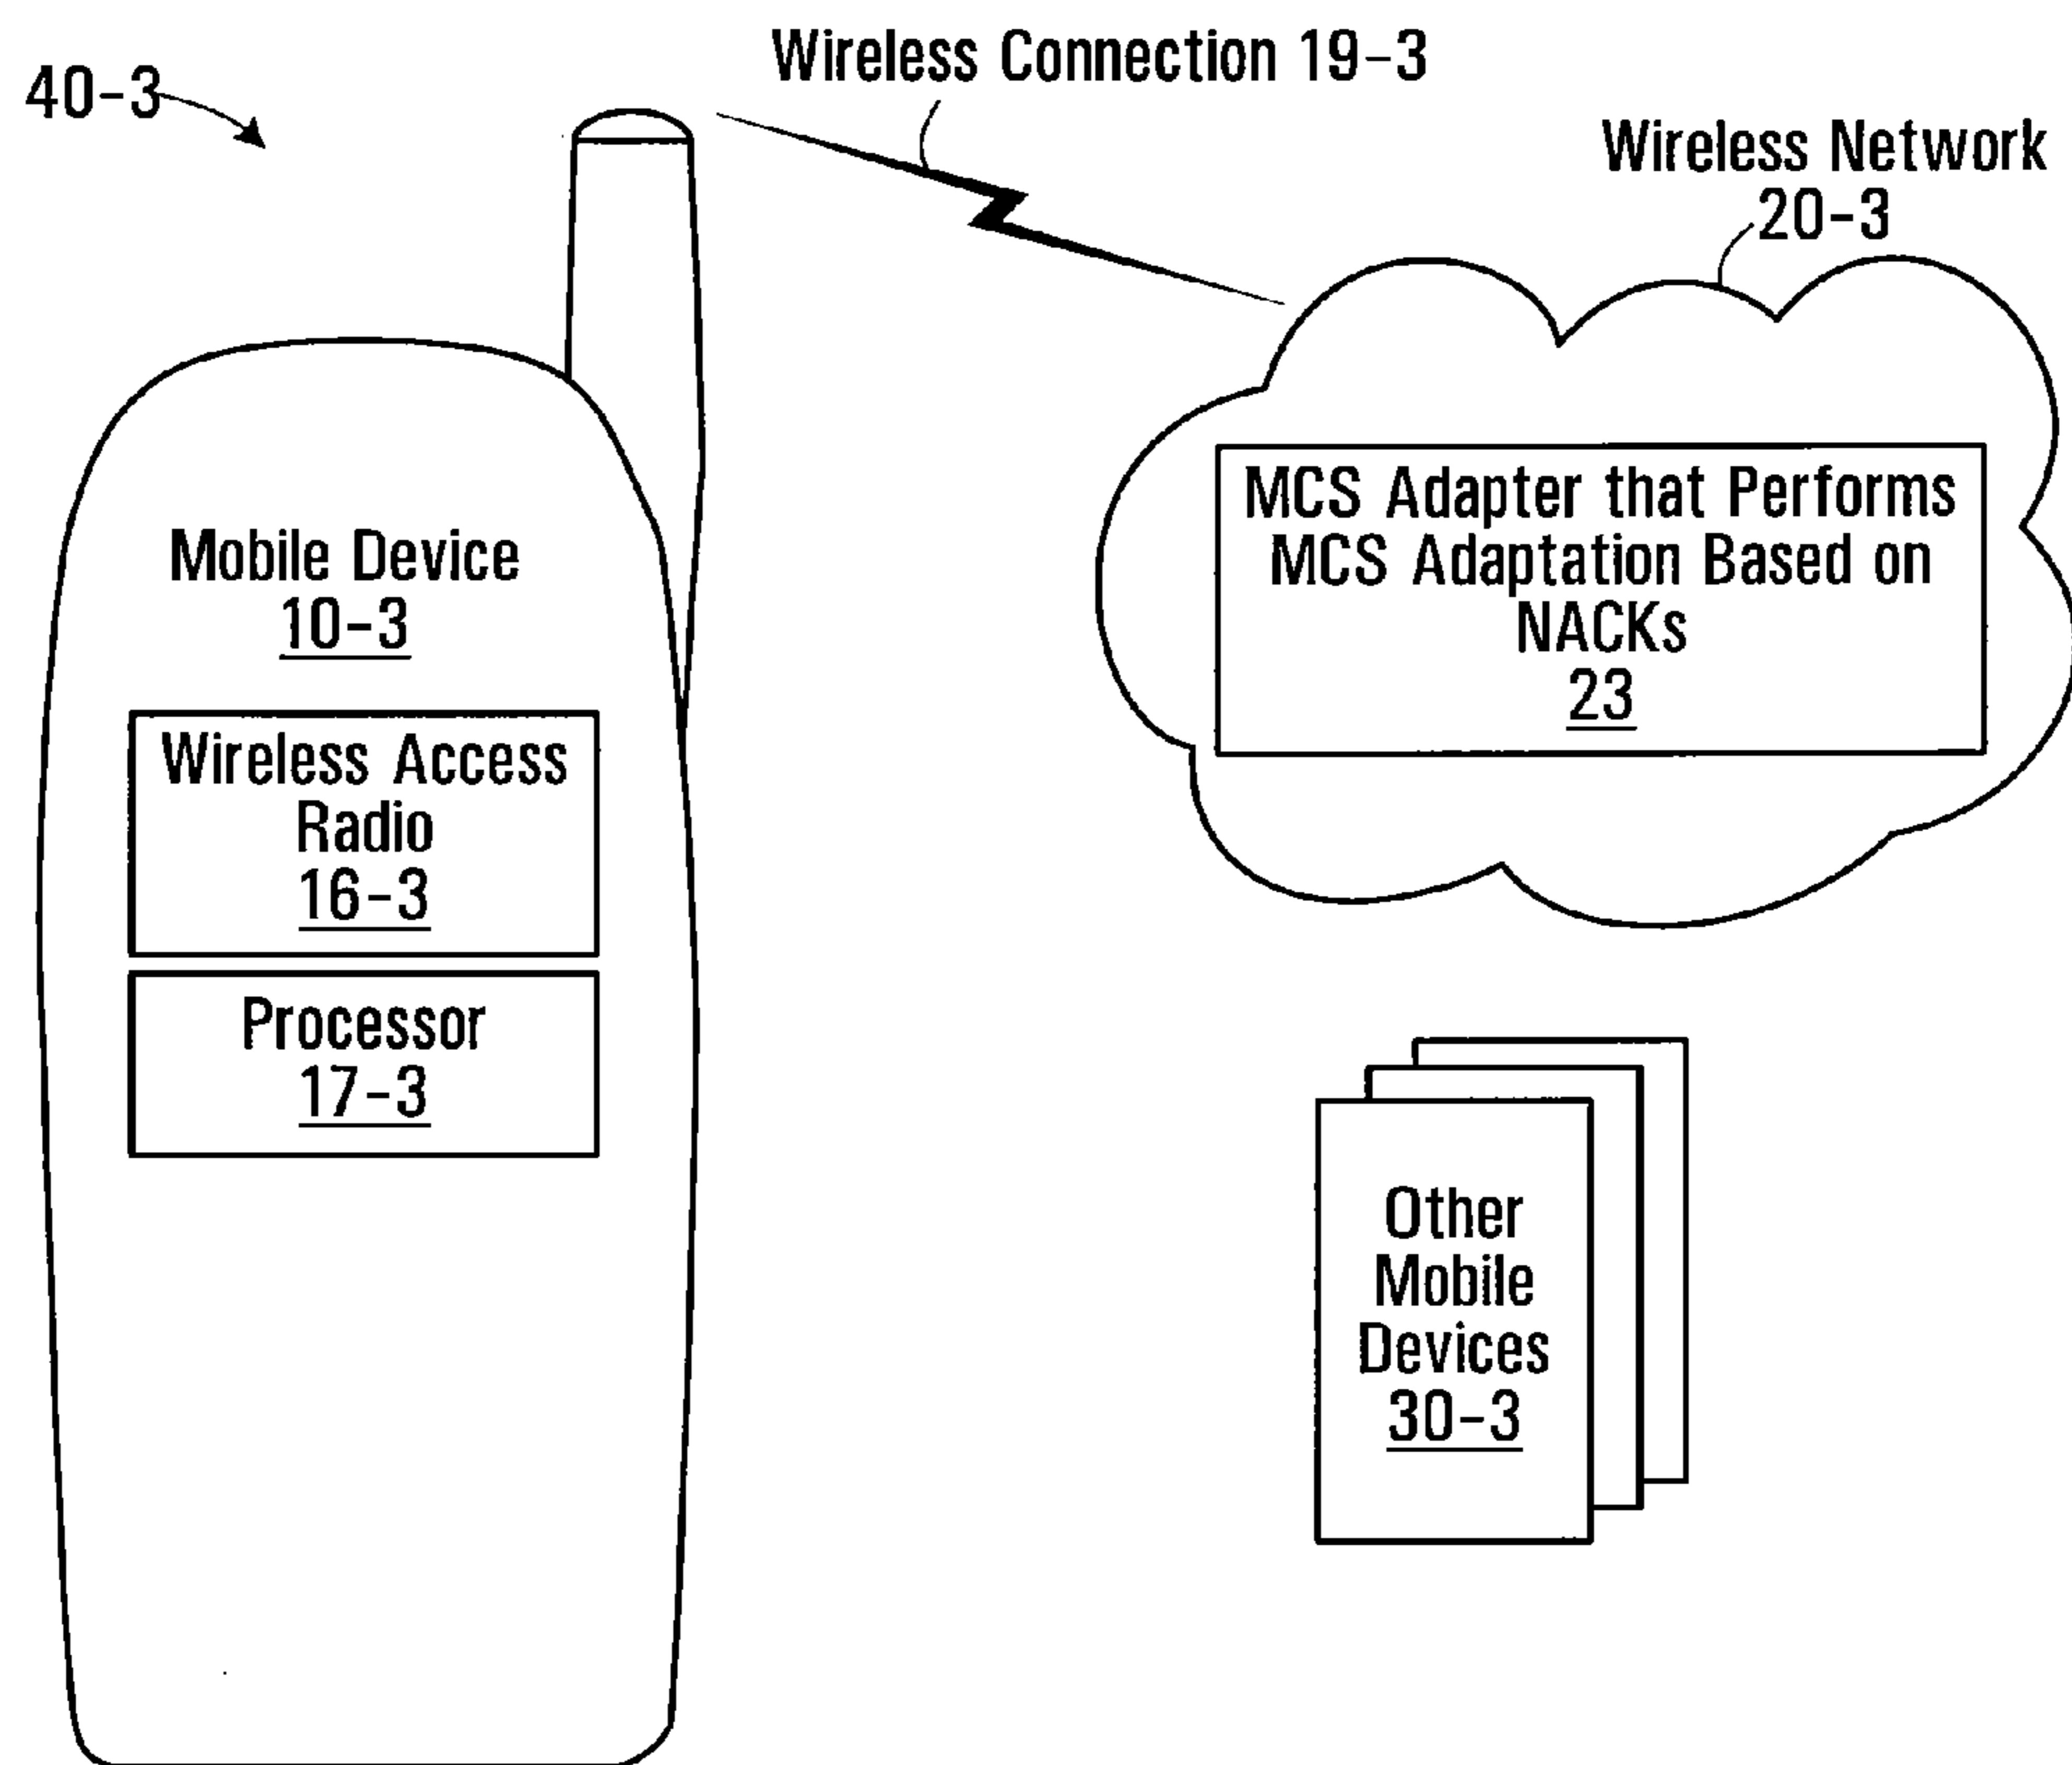 40-3
Wireless Connection 19-3
Wireless Network
20-3
Mobile Device
10-3
Wireless Access
Radio
16-3
Processor
17-3
MCS Adapter that Performs
MCS Adaptation Based on
NACKs
23
Other
Mobile
Devices
30-3